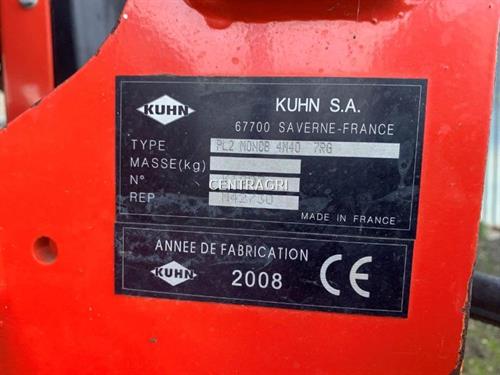 KUHN
KUHN S.A.
67700 SAVERNE-FRANCE
TYPE PL2 MONOB 4M40 7RG
MASSE(kg)
N°
CENTRAGRI
REP
MADE IN FRANCE
ANNEE DE FABRICATION
KUHN
2008 CE